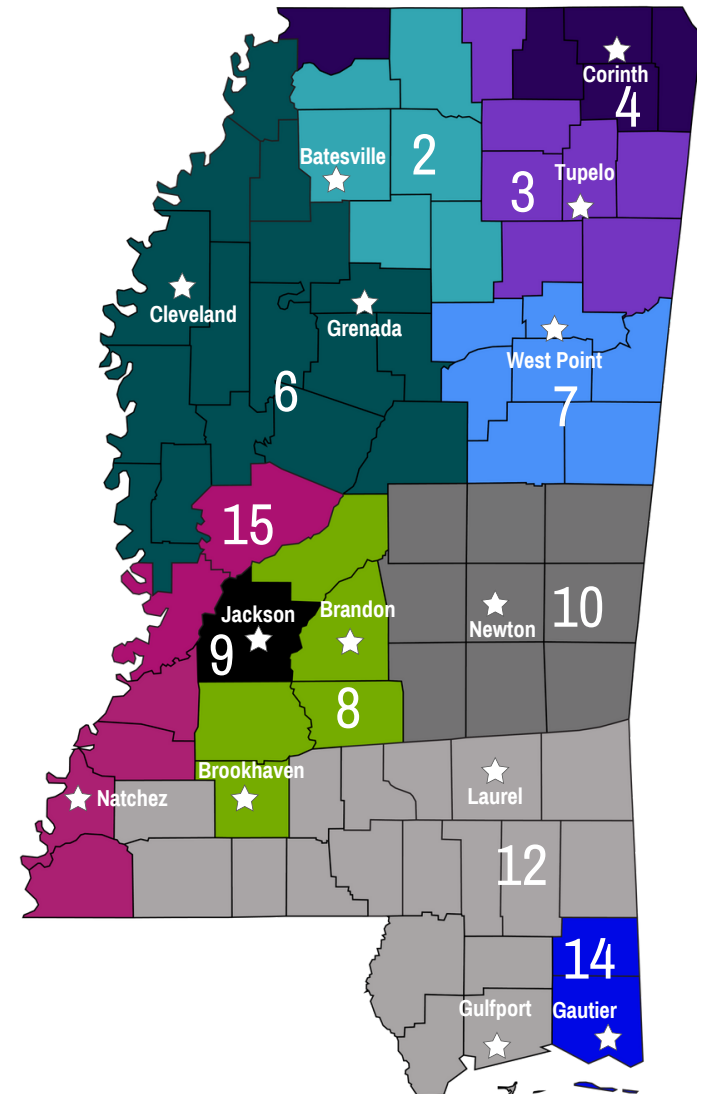 Corinth
4
Batesville
2
Tupelo
3
Cleveland
Grenada
West Point
6
7
15
Jackson
Brandon
Newton
10
9
8
Brookhaven
Natchez
Laurel
12
14
Gulfport
Gautier